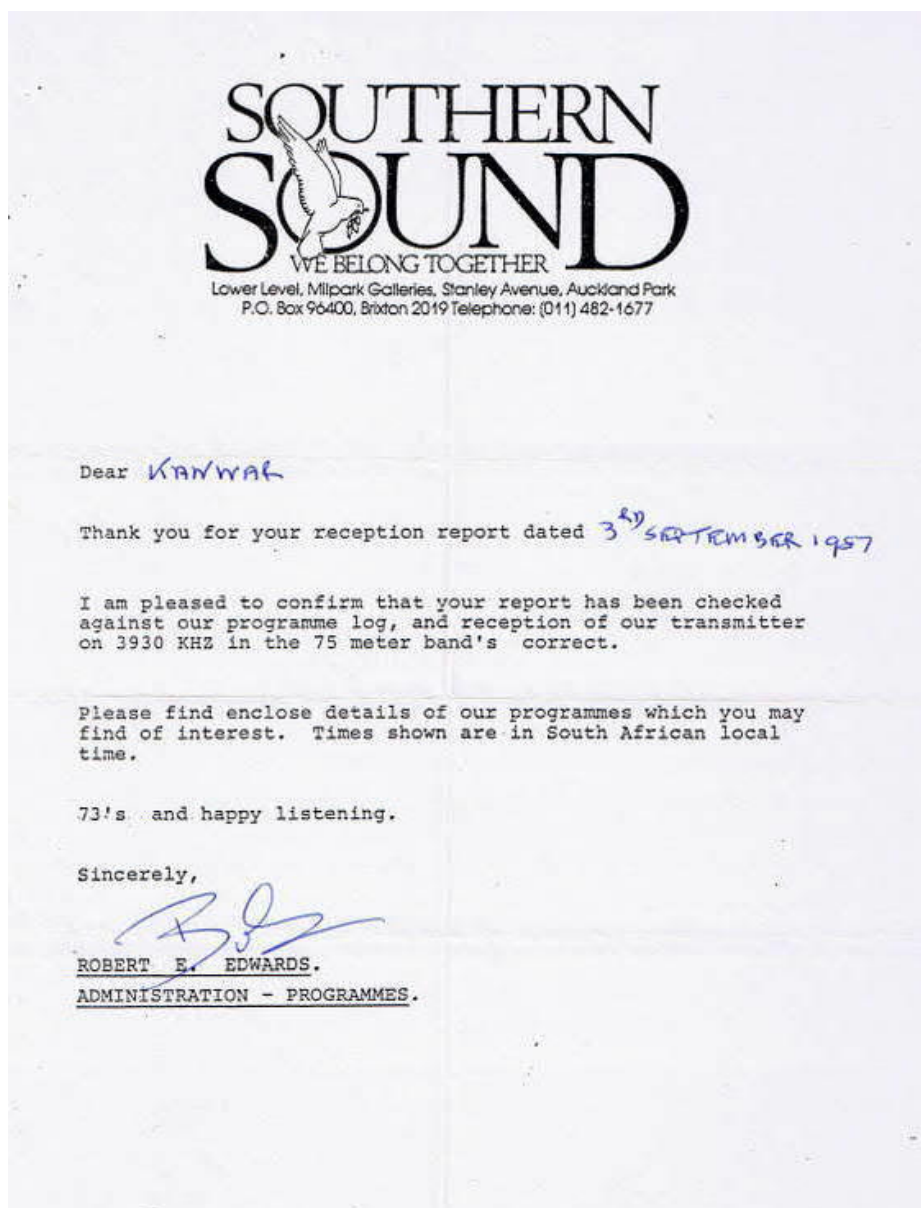 SOUTHERN
SOUND
WE BELONG TOGETHER
Lower Level, Milpark Galleries, Stanley Avenue, Auckland Park
P.O. Box 96400, Brixton 2019 Telephone: (011) 482-1677
Dear KANWAR
Thank you for your reception report dated 3RD SEPTEMBER 1987
I am pleased to confirm that your report has been checked
against our programme log, and reception of our transmitter
on 3930 KHZ in the 75 meter band's correct.
Please find enclose details of our programmes which you may
find of interest. Times shown are in South African local
time.
73's and happy listening.
Sincerely,
ROBERT E. EDWARDS.
ADMINISTRATION - PROGRAMMES.